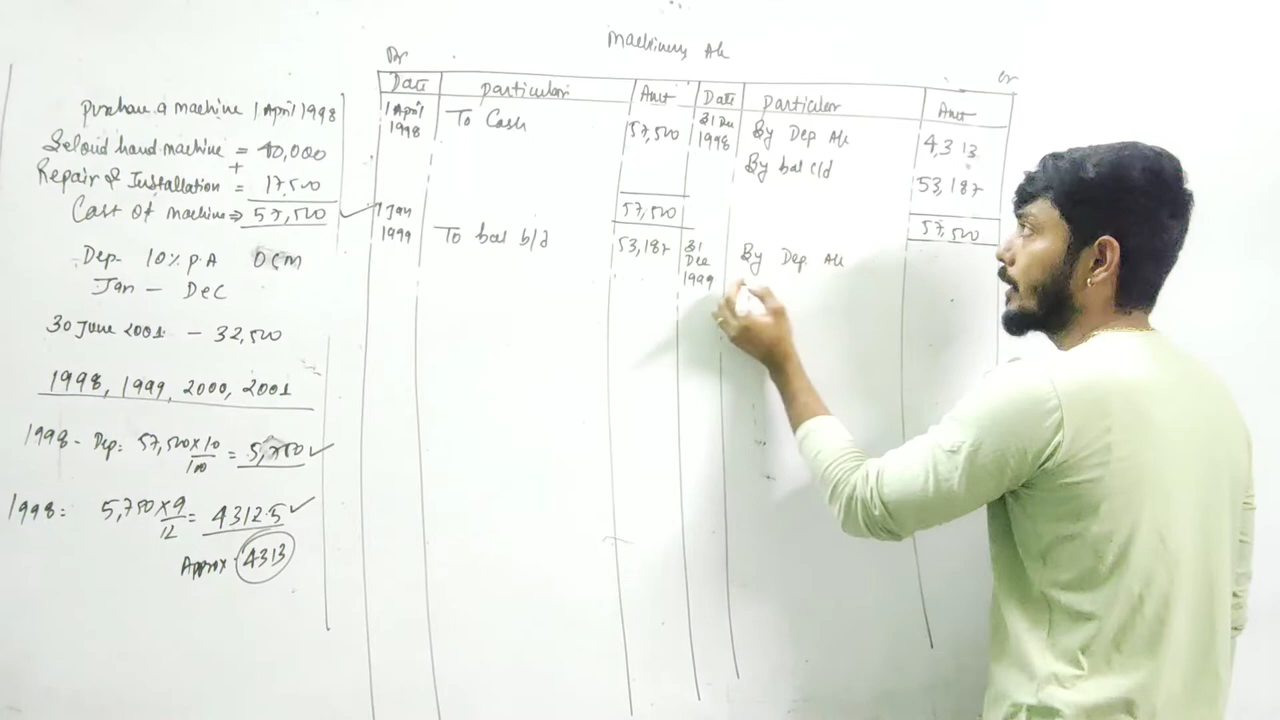 Machinery A/c
Dr
Cr
Date Particulars Amt Date Particular Amt
1 April 1998 To Cash 57,500 31 Dec 1998 By Dep A/c 4,313
By bal c/d 53,187
57,500 57,500
1 Jan 1999 To bal b/d 53,187 31 Dec 1999 By Dep. A/c
Purchase a machine 1 April 1998
hand machine = 40,000
+
Repair & Installation = 17,500
Cost of machine ⇒ 57,500
Dep- 10% P.A OCM
Jan - Dec
30 June 2001 - 32,500
1998, 1999, 2000, 2001
1998 - Dep: 57,500 × 10/100 = 5,750
1998 = 5,750 × 9/12 = 4312.5
Approx - 4313